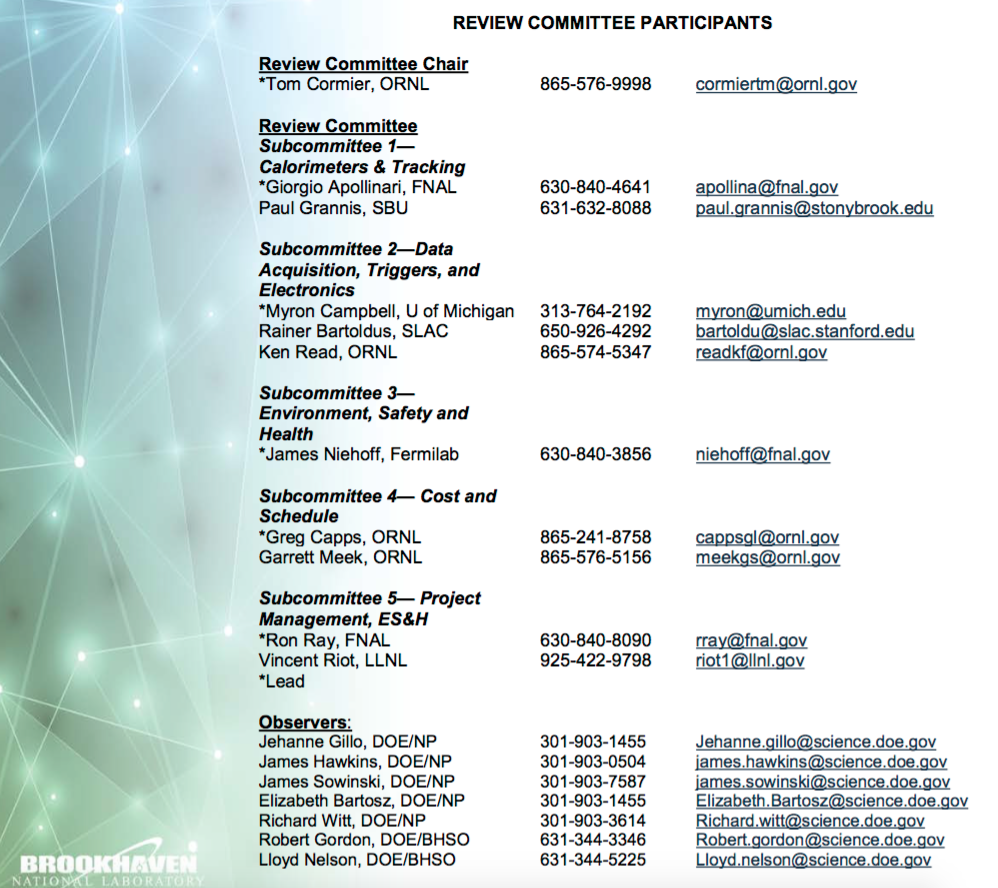 REVIEW COMMITTEE PARTICIPANTS
Review Committee Chair
*Tom Cormier, ORNL 865-576-9998 cormiertm@ornl.gov
Review Committee
Subcommittee 1—
Calorimeters & Tracking
*Giorgio Apollinari, FNAL 630-840-4641 apollina@fnal.gov
Paul Grannis, SBU 631-632-8088 paul.grannis@stonybrook.edu
Subcommittee 2—Data
Acquisition, Triggers, and
Electronics
*Myron Campbell, U of Michigan 313-764-2192 myron@umich.edu
Rainer Bartoldus, SLAC 650-926-4292 bartoldu@slac.stanford.edu
Ken Read, ORNL 865-574-5347 readkf@ornl.gov
Subcommittee 3—
Environment, Safety and
Health
*James Niehoff, Fermilab 630-840-3856 niehoff@fnal.gov
Subcommittee 4— Cost and
Schedule
*Greg Capps, ORNL 865-241-8758 cappsgl@ornl.gov
Garrett Meek, ORNL 865-576-5156 meekgs@ornl.gov
Subcommittee 5— Project
Management, ES&H
*Ron Ray, FNAL 630-840-8090 rray@fnal.gov
Vincent Riot, LLNL 925-422-9798 riot1@llnl.gov
*Lead
Observers:
Jehanne Gillo, DOE/NP 301-903-1455 Jehanne.gillo@science.doe.gov
James Hawkins, DOE/NP 301-903-0504 james.hawkins@science.doe.gov
James Sowinski, DOE/NP 301-903-7587 james.sowinski@science.doe.gov
Elizabeth Bartosz, DOE/NP 301-903-1455 Elizabeth.Bartosz@science.doe.gov
Richard Witt, DOE/NP 301-903-3614 Richard.witt@science.doe.gov
Robert Gordon, DOE/BHSO 631-344-3346 Robert.gordon@science.doe.gov
Lloyd Nelson, DOE/BHSO 631-344-5225 Lloyd.nelson@science.doe.gov
BROOKHAVEN
NATIONAL LABORATORY